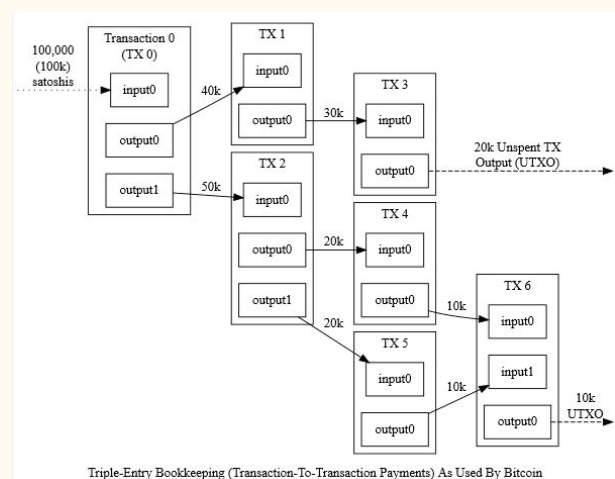 Transaction 0
(TX 0)
100,000
(100k)
satoshis
input0
output0
output1
40k
50k
TX 1
input0
output0
30k
TX 2
input0
output0
output1
20k
20k
TX 3
input0
output0
20k Unspent TX
Output (UTXO)
TX 4
input0
output0
10k
TX 5
input0
output0
10k
TX 6
input0
input1
output0
10k
UTXO
Triple-Entry Bookkeeping (Transaction-To-Transaction Payments) As Used By Bitcoin